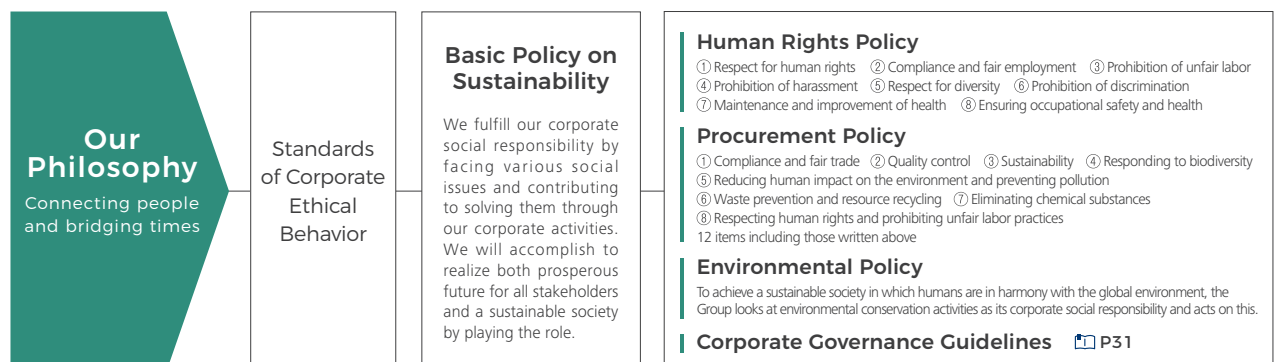 Our
Philosophy
Connecting people
and bridging times
Standards
of Corporate
Ethical
Behavior
Basic Policy on
Sustainability
We fulfill our corporate
social responsibility by
facing various social
issues and contributing
to solving them through
our corporate activities.
We will accomplish to
realize both prosperous
future for all stakeholders
and a sustainable society
by playing the role.
Human Rights Policy
① Respect for human rights ② Compliance and fair employment ③ Prohibition of unfair labor
④ Prohibition of harassment ⑤ Respect for diversity ⑥ Prohibition of discrimination
⑦ Maintenance and improvement of health ⑧ Ensuring occupational safety and health
Procurement Policy
① Compliance and fair trade ② Quality control ③ Sustainability ④ Responding to biodiversity
⑤ Reducing human impact on the environment and preventing pollution
⑥ Waste prevention and resource recycling ⑦ Eliminating chemical substances
⑧ Respecting human rights and prohibiting unfair labor practices
12 items including those written above
Environmental Policy
To achieve a sustainable society in which humans are in harmony with the global environment, the
Group looks at environmental conservation activities as its corporate social responsibility and acts on this.
Corporate Governance Guidelines P31